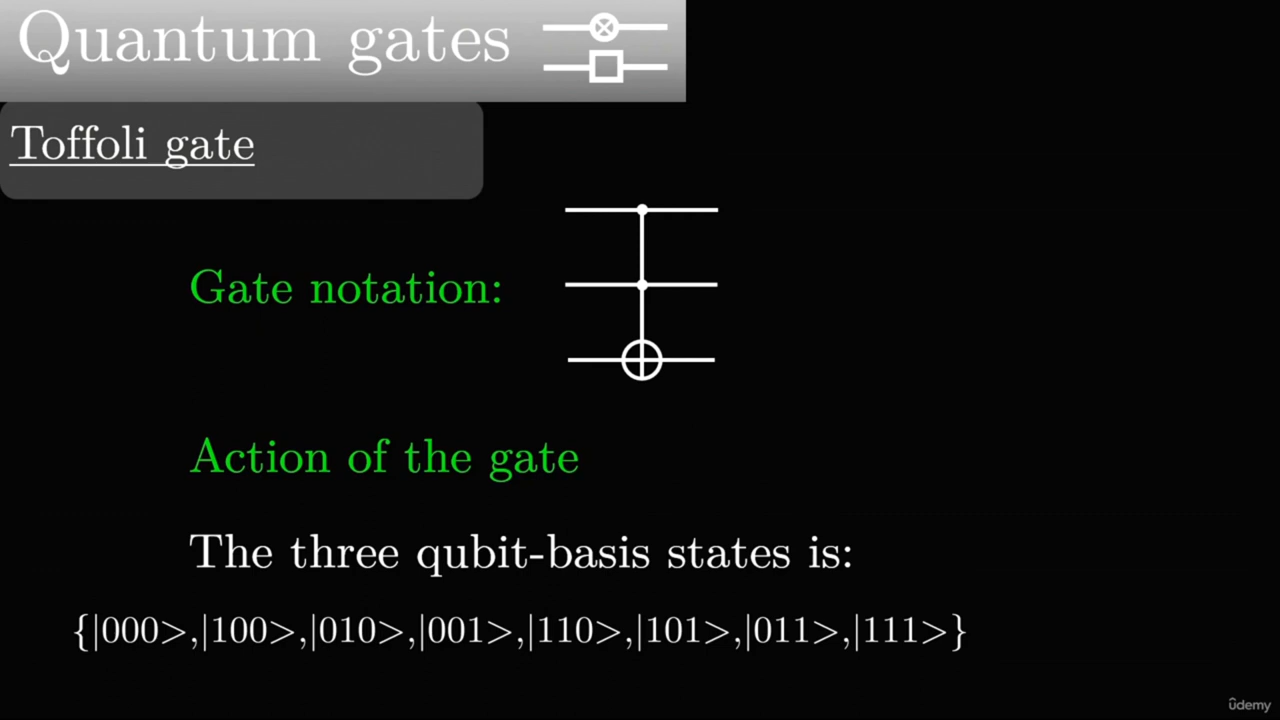 Quantum gates
Toffoli gate
Gate notation:
Action of the gate
The three qubit-basis states is:
{|000>,|100>,|010>,|001>,|110>,|101>,|011>,|111>}
ûdemy